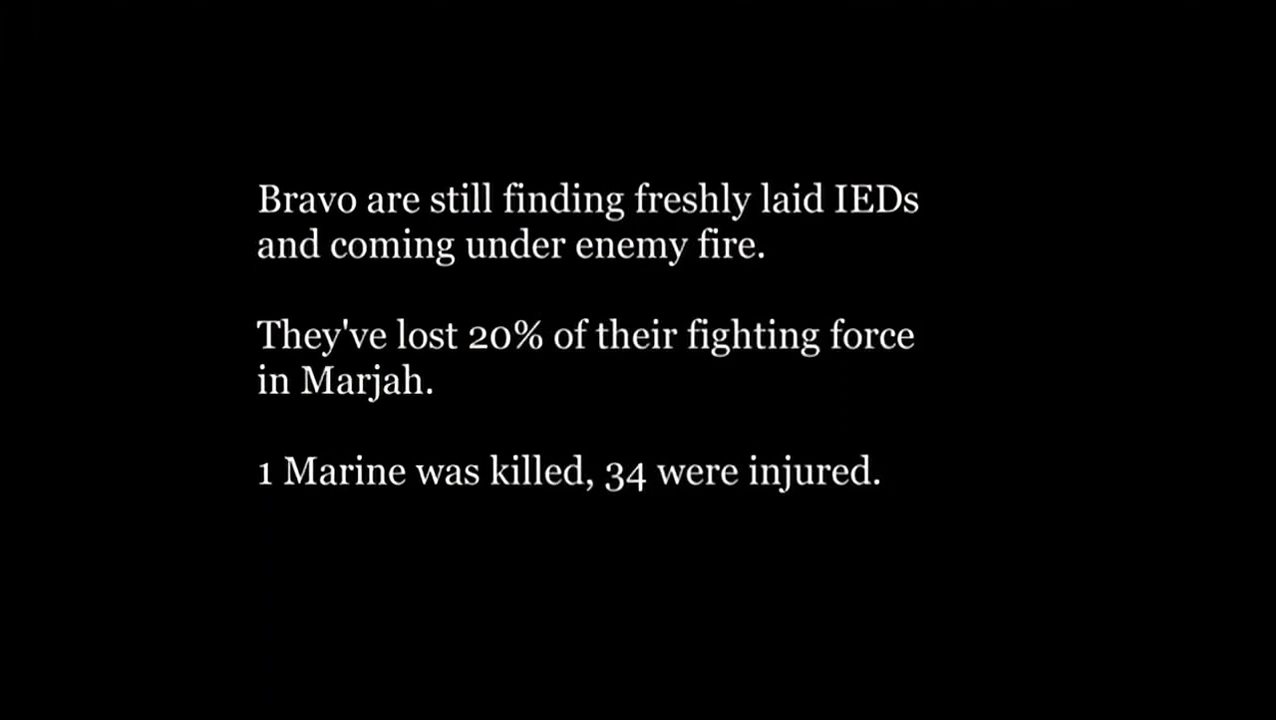 Bravo are still finding freshly laid IEDs
and coming under enemy fire.
They've lost 20% of their fighting force
in Marjah.
1 Marine was killed, 34 were injured.